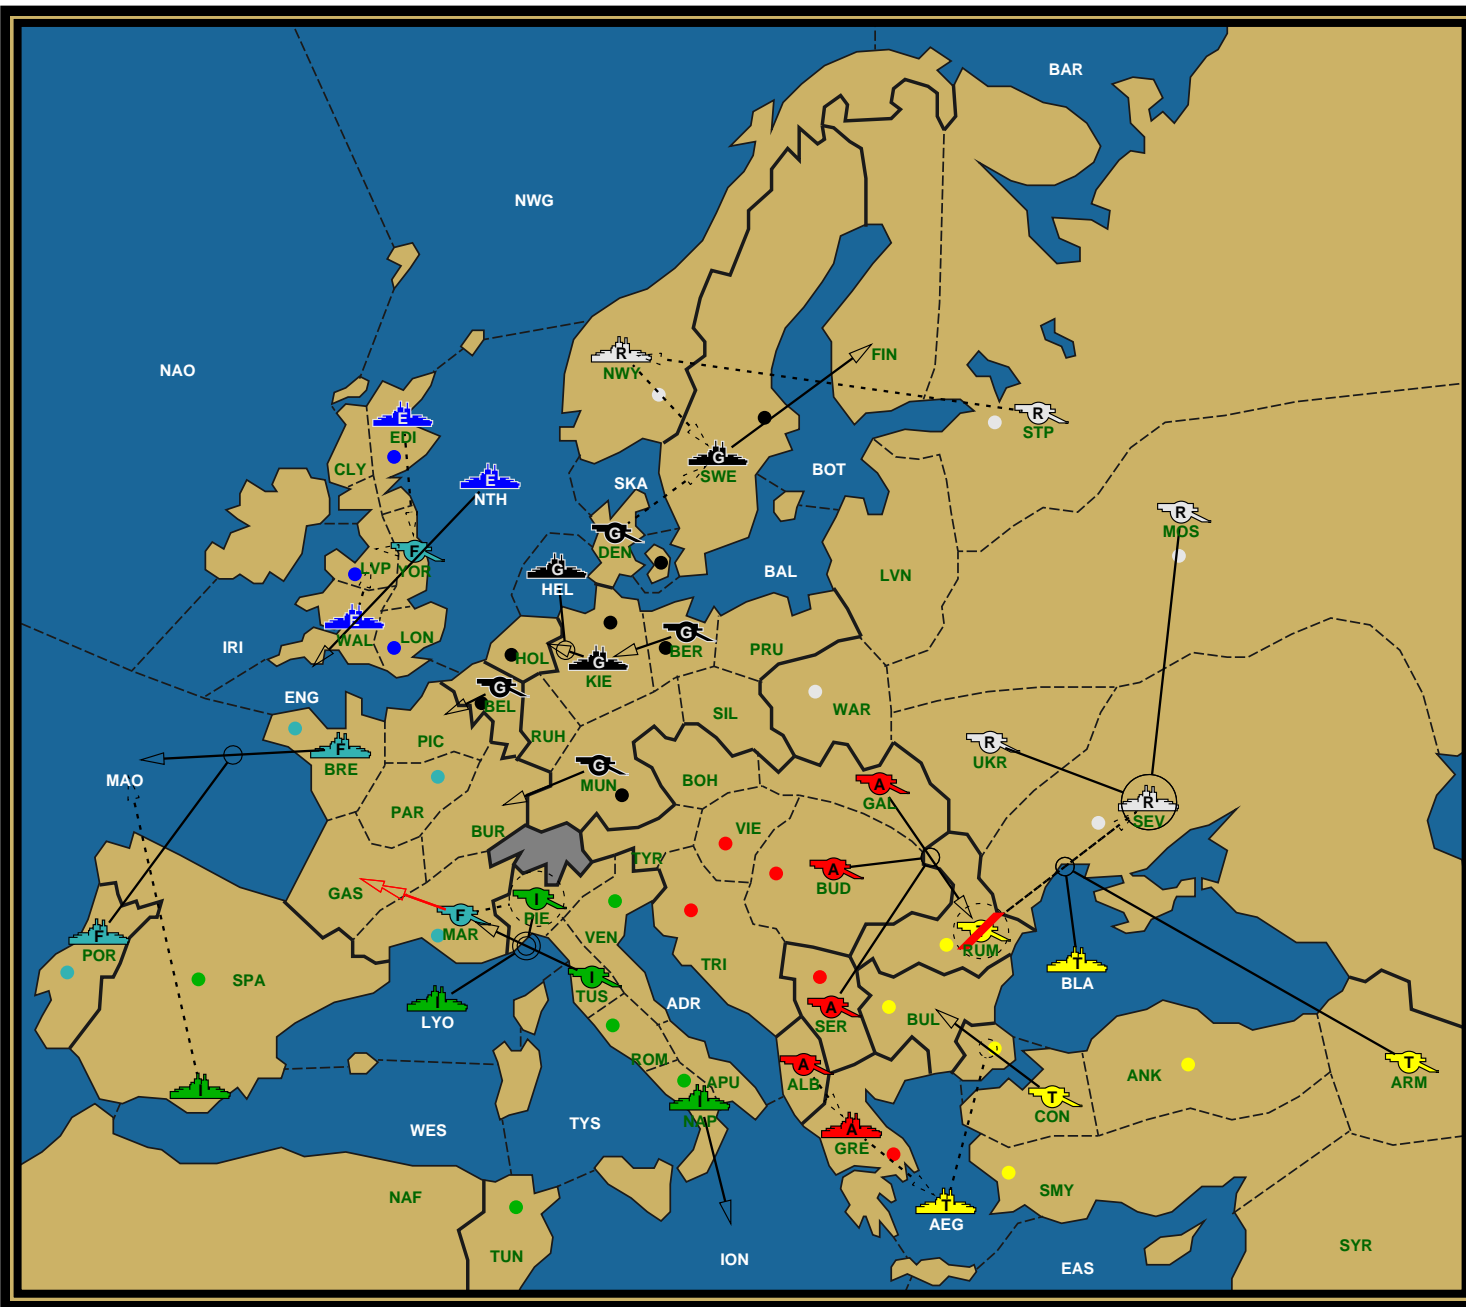 BAR
NWG
NAO
R
FIN
NWY
E
R
EDI
STP
CLY
G
BOT
SWE
E
SKA
NTH
R
MOS
G
DEN
F
LVP
YOR
G
HEL
BAL
LVN
E
WAL
LON
IRI
G
BER
PRU
HOL
G
KIE
G
BEL
ENG
WAR
SIL
PIC
RUH
F
BRE
R
UKR
G
MUN
BOH
MAO
A
GAL
R
SEV
PAR
VIE
BUR
TYR
A
BUD
GAS
I
PIE
F
MAR
F
POR
VEN
T
RUM
TRI
SPA
I
TUS
T
BLA
I
LYO
ADR
A
SER
BUL
ROM
A
ALB
T
ARM
ANK
APU
I
I
NAP
T
CON
WES
TYS
A
GRE
NAF
SMY
T
AEG
TUN
ION
SYR
EAS